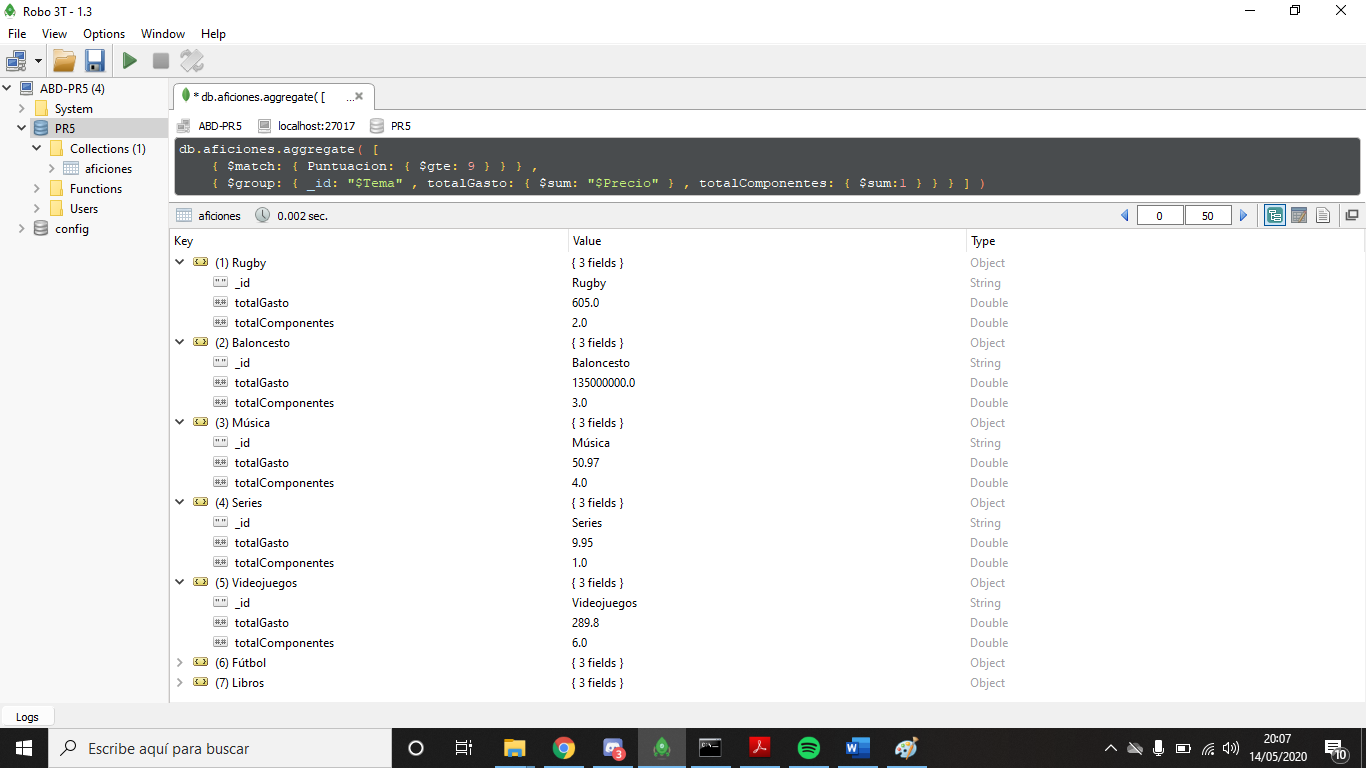 Robo 3T - 1.3
File View Options Window Help
ABD-PR5 (4)
System
PR5
Collections (1)
aficiones
Functions
Users
config
* db.aficiones.aggregate( [ ...
ABD-PR5 localhost:27017 PR5
db.aficiones.aggregate( [
{ $match: { Puntuacion: { $gte: 9 } } } ,
{ $group: { _id: "$Tema" , totalGasto: { $sum: "$Precio" } , totalComponentes: { $sum:1 } } } ] )
aficiones 0.002 sec. 0 50
Key Value Type
(1) Rugby { 3 fields } Object
_id Rugby String
totalGasto 605.0 Double
totalComponentes 2.0 Double
(2) Baloncesto { 3 fields } Object
_id Baloncesto String
totalGasto 135000000.0 Double
totalComponentes 3.0 Double
(3) Música { 3 fields } Object
_id Música String
totalGasto 50.97 Double
totalComponentes 4.0 Double
(4) Series { 3 fields } Object
_id Series String
totalGasto 9.95 Double
totalComponentes 1.0 Double
(5) Videojuegos { 3 fields } Object
_id Videojuegos String
totalGasto 289.8 Double
totalComponentes 6.0 Double
(6) Fútbol { 3 fields } Object
(7) Libros { 3 fields } Object
Logs
Escribe aquí para buscar
3
20:07
14/05/2020
10